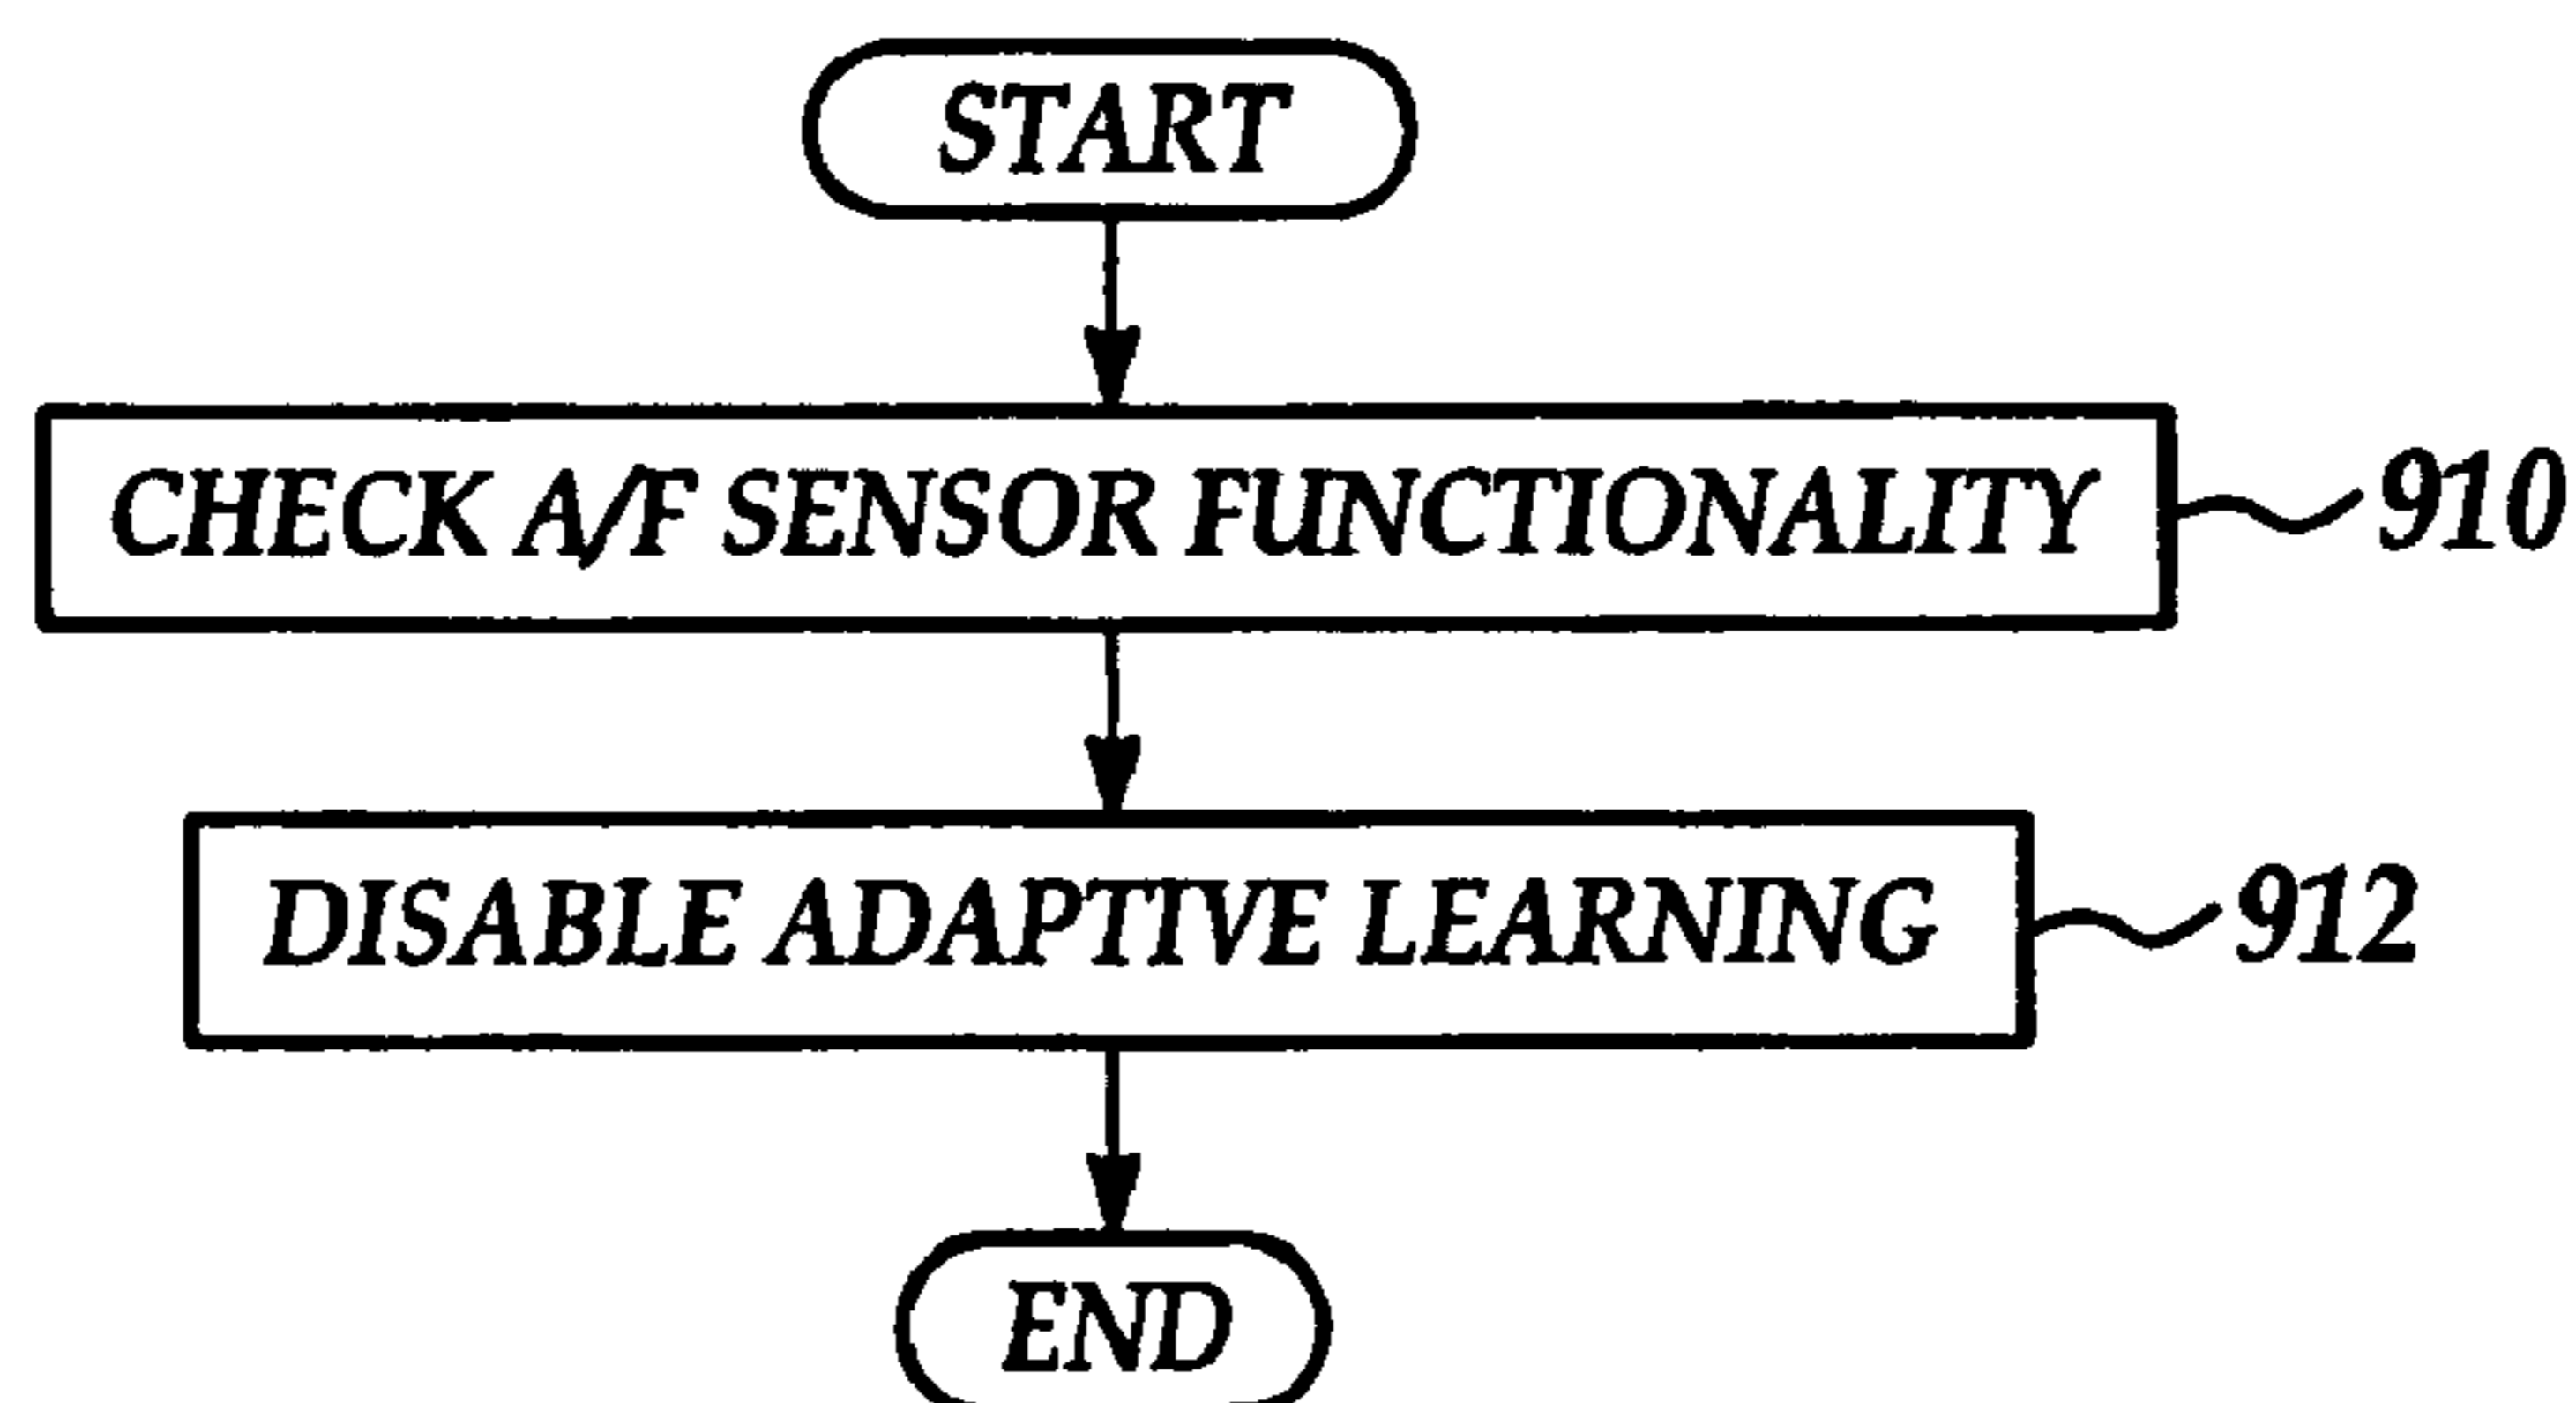 START
CHECK A/F SENSOR FUNCTIONALITY
910
DISABLE ADAPTIVE LEARNING
912
END